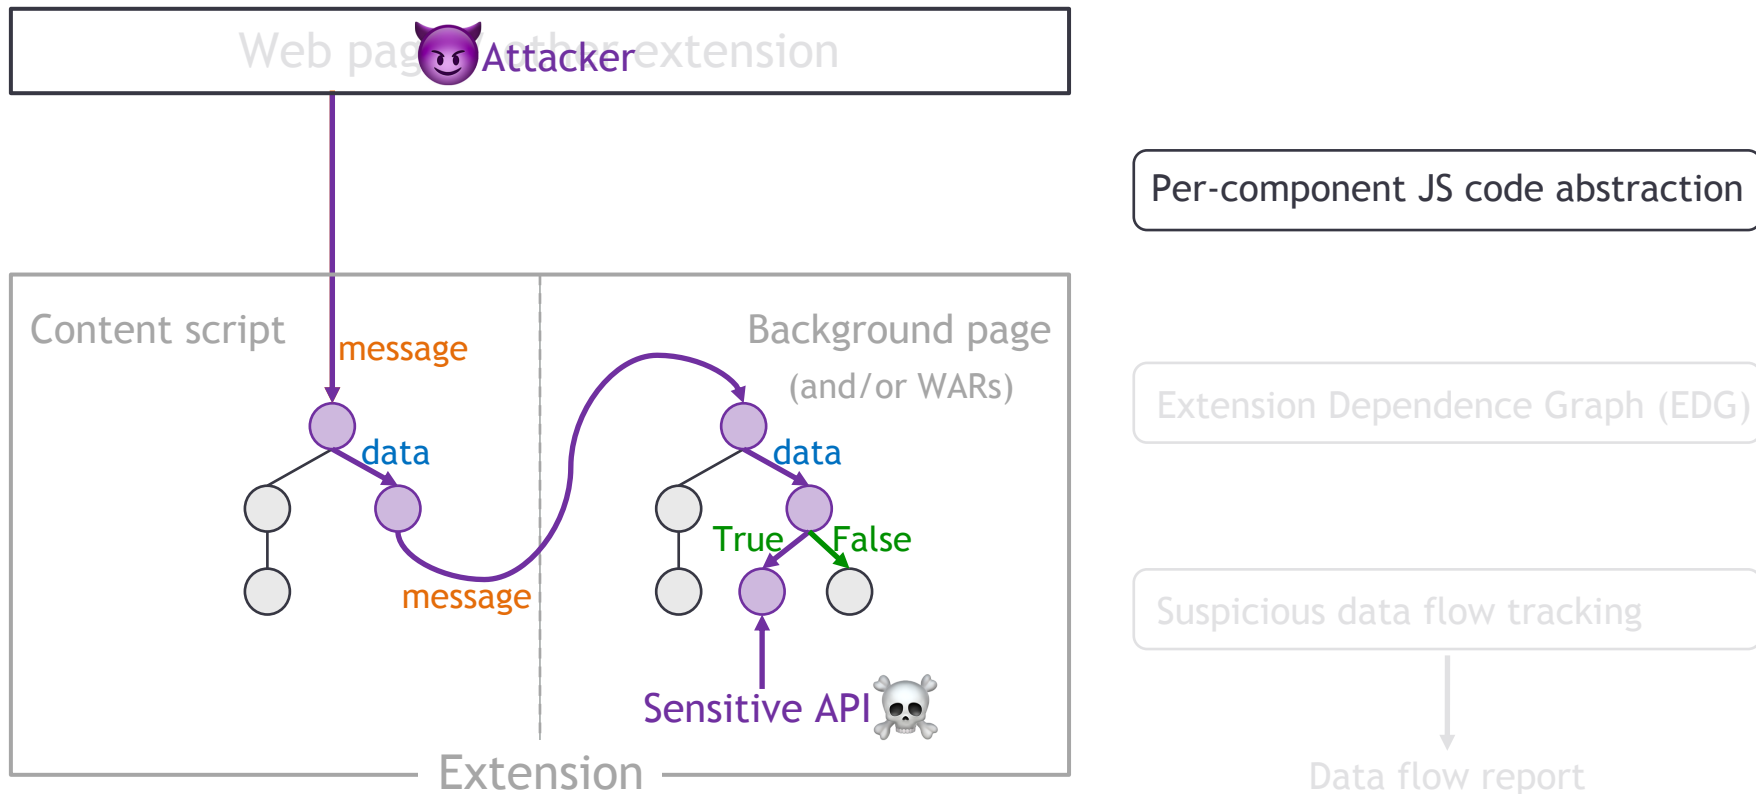 Web page / other extension
Attacker
Per-component JS code abstraction
Content script
Background page
(and/or WARs)
message
data
data
Extension Dependence Graph (EDG)
True
False
message
Suspicious data flow tracking
Sensitive API
Extension
Data flow report